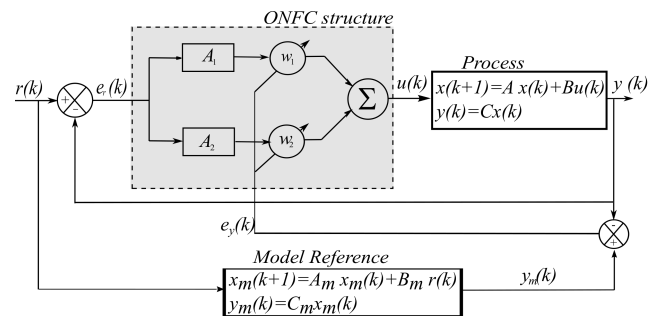 ONFC structure
r(k)
+
-
e_r(k)
A_1
w_1
A_2
w_2
Σ
u(k)
Process
x(k+1)=A x(k)+Bu(k)
y(k)=Cx(k)
y(k)
e_y(k)
-
+
Model Reference
x_m(k+1)=A_m x_m(k)+B_m r(k)
y_m(k)=C_m x_m(k)
y_m(k)